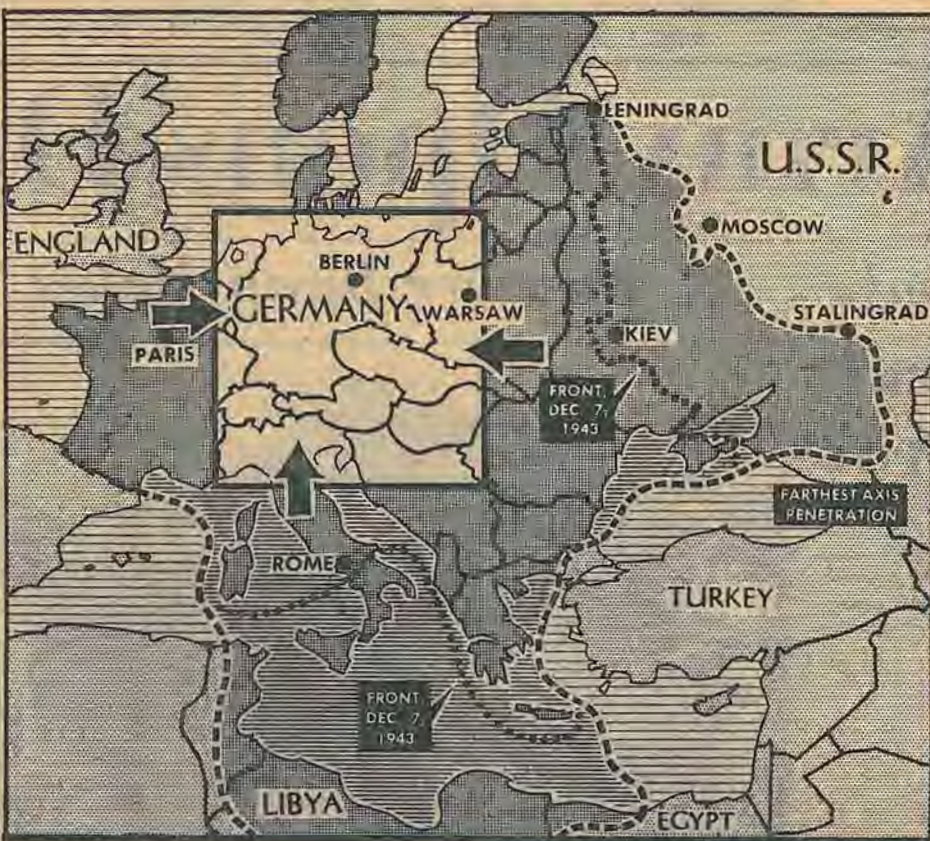 LENINGRAD
U.S.S.R.
MOSCOW
ENGLAND
BERLIN
GERMANY
WARSAW
STALINGRAD
KIEV
PARIS
FRONT,
DEC 7,
1943
FARTHEST AXIS
PENETRATION
ROME
TURKEY
FRONT
DEC 7,
1943
LIBYA
EGYPT